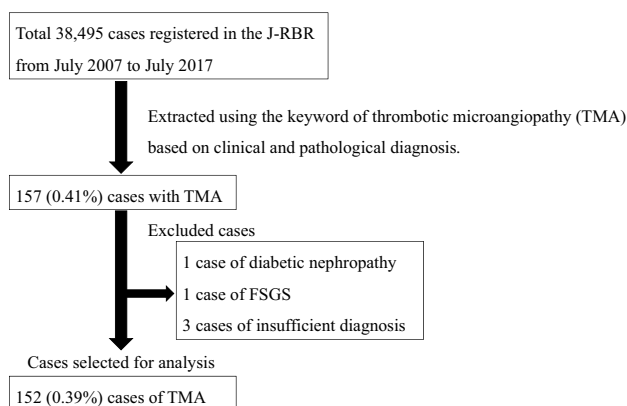 Total 38,495 cases registered in the J-RBR
from July 2007 to July 2017
Extracted using the keyword of thrombotic microangiopathy (TMA)
based on clinical and pathological diagnosis.
157 (0.41%) cases with TMA
Excluded cases
1 case of diabetic nephropathy
1 case of FSGS
3 cases of insufficient diagnosis
Cases selected for analysis
152 (0.39%) cases of TMA